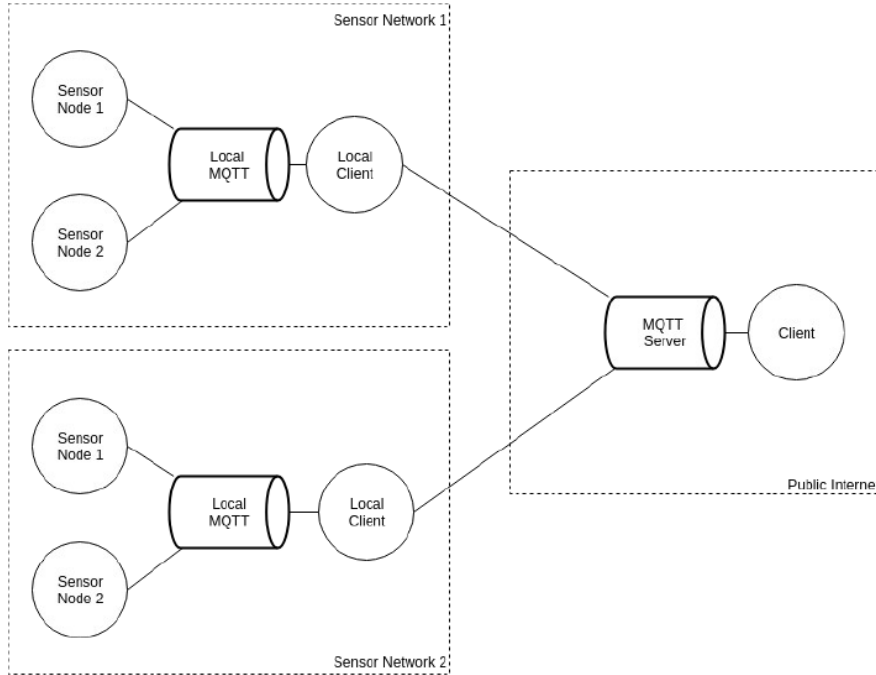 Sensor Network 1
Sensor
Node 1
Local
MQTT
Local
Client
Sensor
Node 2
MQTT
Server
Client
Public Interne
Sensor
Node 1
Local
MQTT
Local
Client
Sensor
Node 2
Sensor Network 2